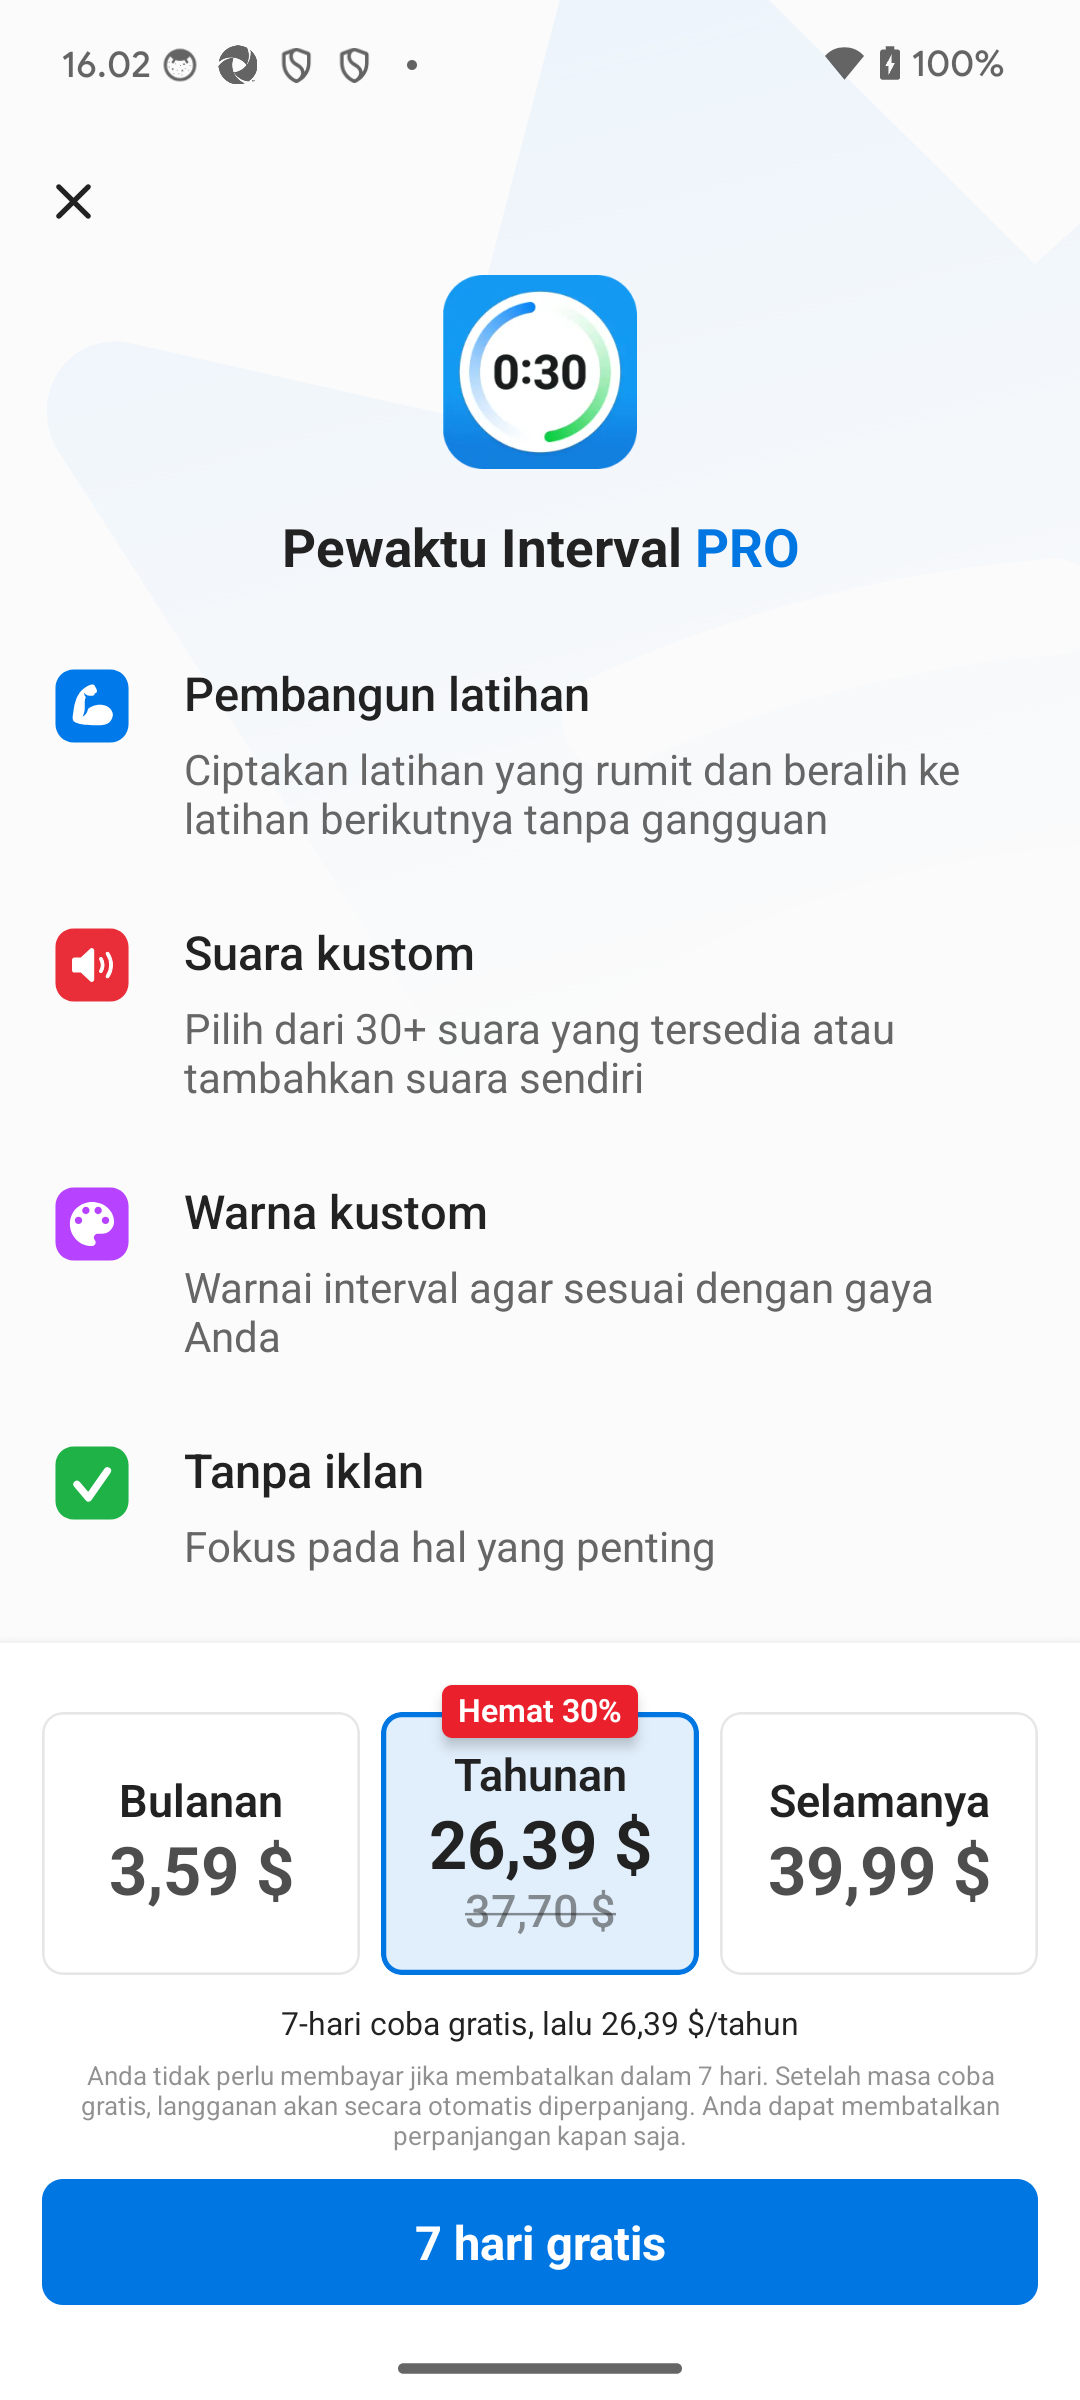 16.02
100%
0:30
Pewaktu Interval PRO
Pembangun latihan
Ciptakan latihan yang rumit dan beralih ke
latihan berikutnya tanpa gangguan
Suara kustom
Pilih dari 30+ suara yang tersedia atau
tambahkan suara sendiri
Warna kustom
Warnai interval agar sesuai dengan gaya
Anda
Tanpa iklan
Fokus pada hal yang penting
Bulanan
3,59 $
Hemat 30%
Tahunan
26,39 $
37,70 $
Selamanya
39,99 $
7-hari coba gratis, lalu 26,39 $/tahun
Anda tidak perlu membayar jika membatalkan dalam 7 hari. Setelah masa coba
gratis, langganan akan secara otomatis diperpanjang. Anda dapat membatalkan
perpanjangan kapan saja.
7 hari gratis